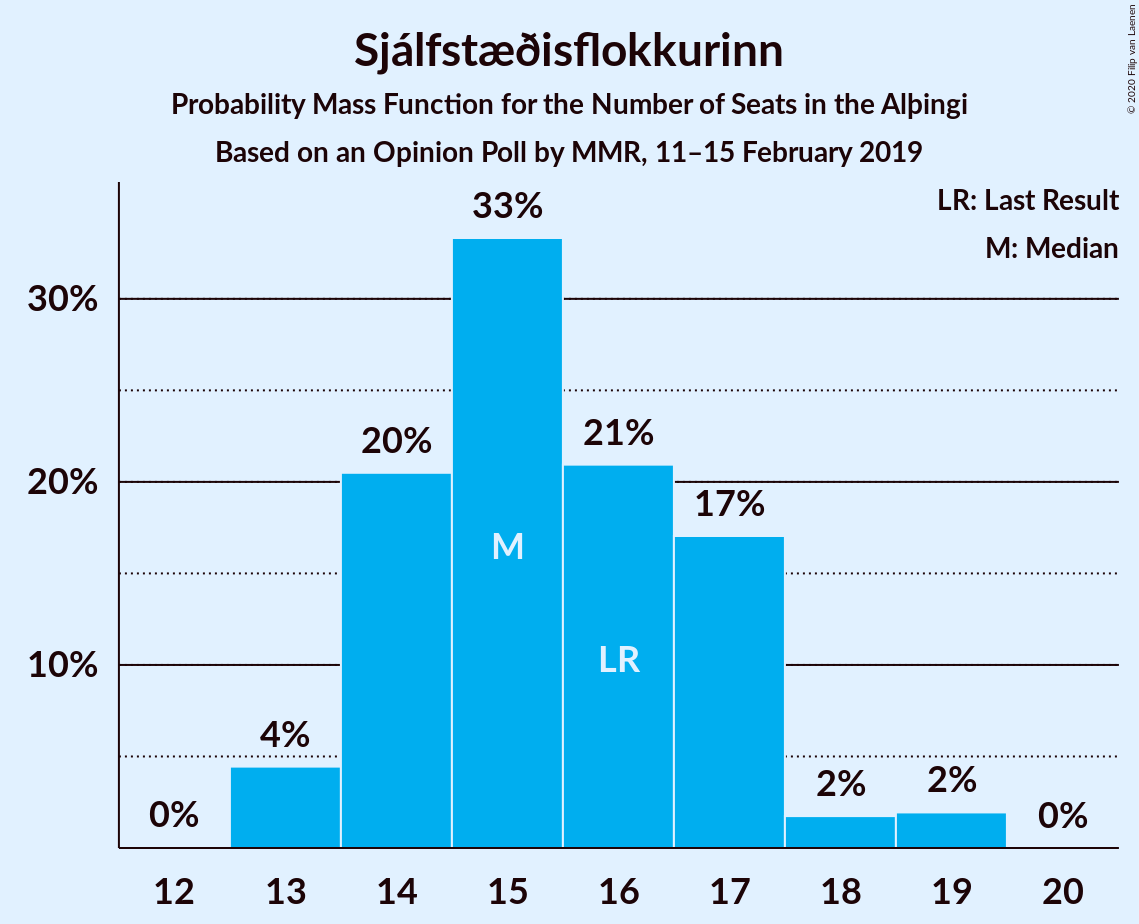 Sjálfstæðisflokkurinn
Probability Mass Function for the Number of Seats in the Alþingi
Based on an Opinion Poll by MMR, 11–15 February 2019
© 2020 Filip van Laenen
LR: Last Result
M: Median
30%
20%
10%
0%
4%
20%
33%
21%
17%
2%
2%
0%
M
LR
12 13 14 15 16 17 18 19 20